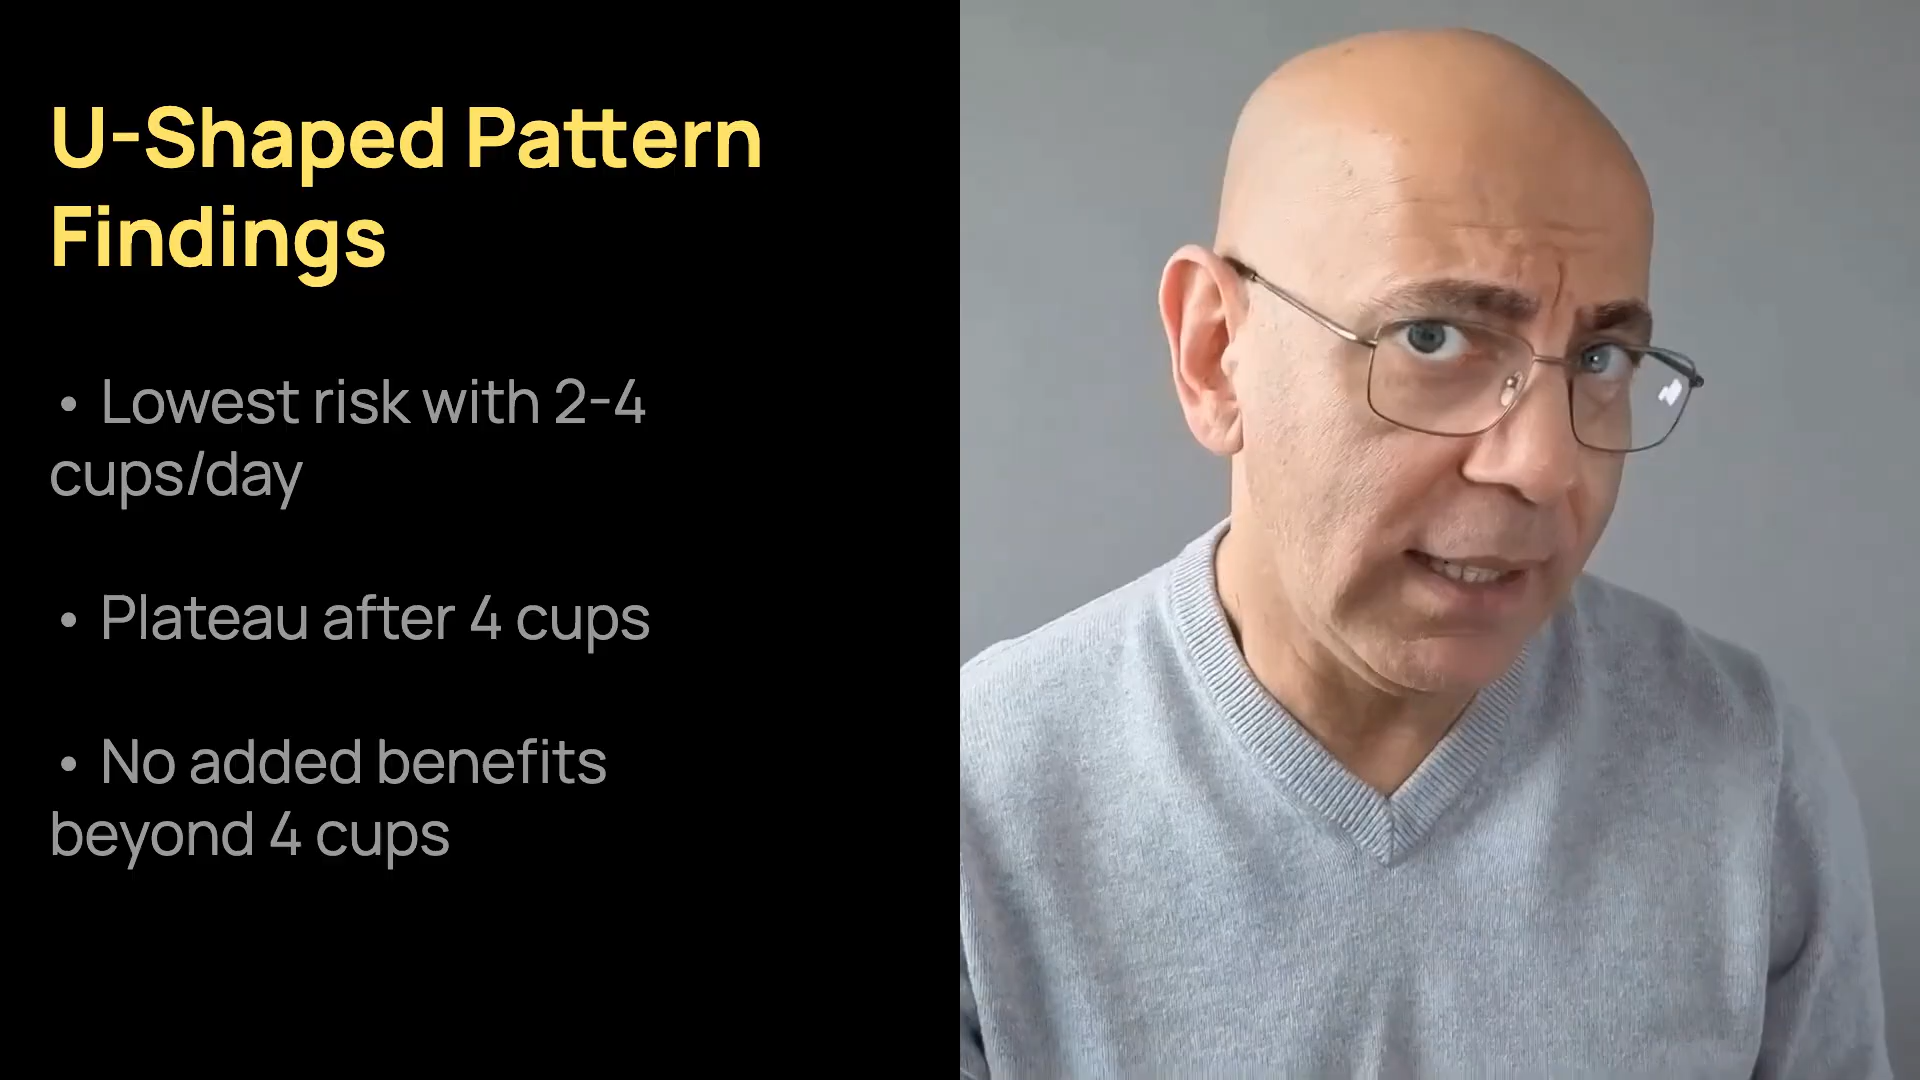 U-Shaped Pattern
Findings
• Lowest risk with 2-4
cups/day
• Plateau after 4 cups
• No added benefits
beyond 4 cups